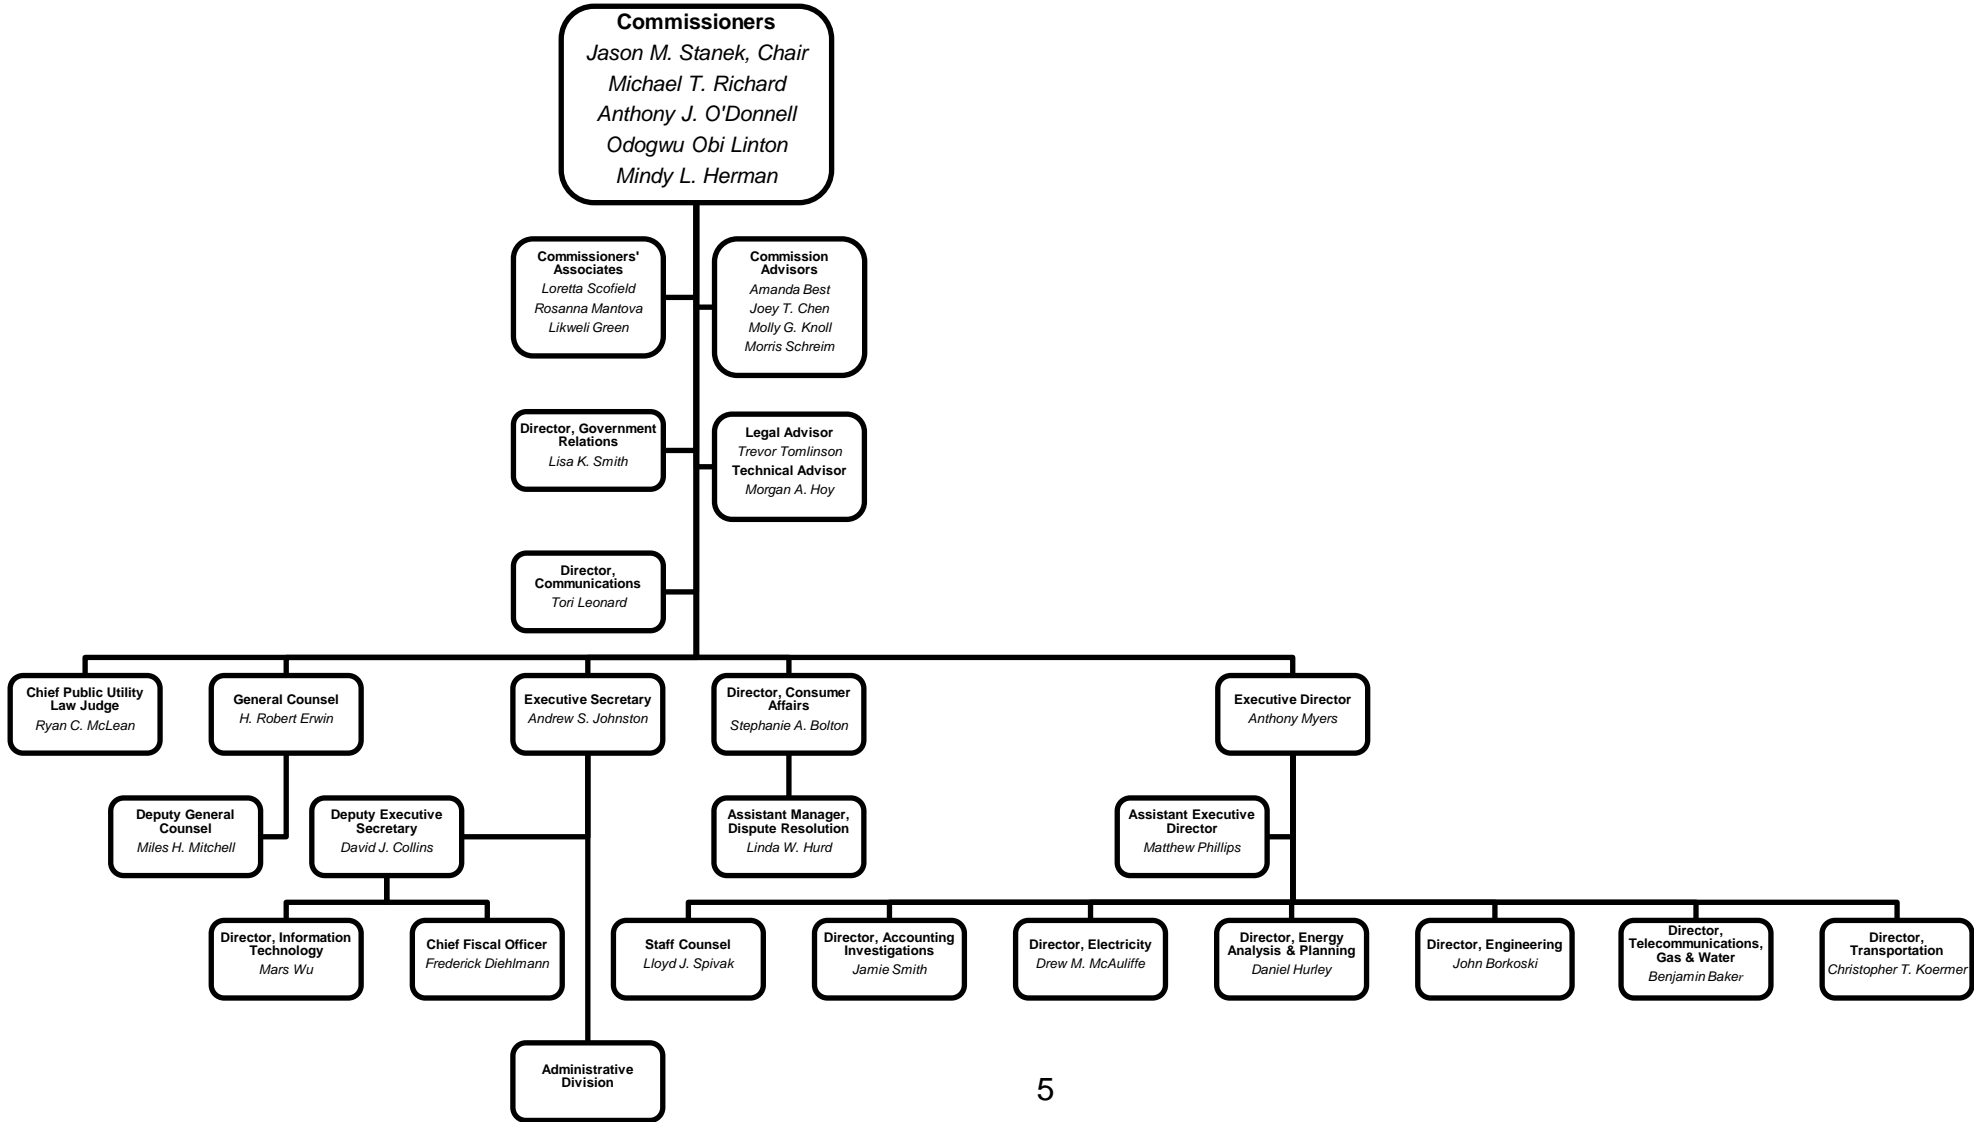 Commissioners
Jason M. Stanek, Chair
Michael T. Richard
Anthony J. O'Donnell
Odogwu Obi Linton
Mindy L. Herman
Commissioners'
Associates
Loretta Scofield
Rosanna Mantova
Likweli Green
Commission
Advisors
Amanda Best
Joey T. Chen
Molly G. Knoll
Morris Schreim
Director, Government
Relations
Lisa K. Smith
Legal Advisor
Trevor Tomlinson
Technical Advisor
Morgan A. Hoy
Director,
Communications
Tori Leonard
Chief Public Utility
Law Judge
Ryan C. McLean
General Counsel
H. Robert Erwin
Executive Secretary
Andrew S. Johnston
Director, Consumer
Affairs
Stephanie A. Bolton
Executive Director
Anthony Myers
Deputy General
Counsel
Miles H. Mitchell
Deputy Executive
Secretary
David J. Collins
Assistant Manager,
Dispute Resolution
Linda W. Hurd
Assistant Executive
Director
Matthew Phillips
Director, Information
Technology
Mars Wu
Chief Fiscal Officer
Frederick Diehlmann
Staff Counsel
Lloyd J. Spivak
Director, Accounting
Investigations
Jamie Smith
Director, Electricity
Drew M. McAuliffe
Director, Energy
Analysis & Planning
Daniel Hurley
Director, Engineering
John Borkoski
Director,
Telecommunications,
Gas & Water
Benjamin Baker
Director,
Transportation
Christopher T. Koermer
Administrative
Division
5